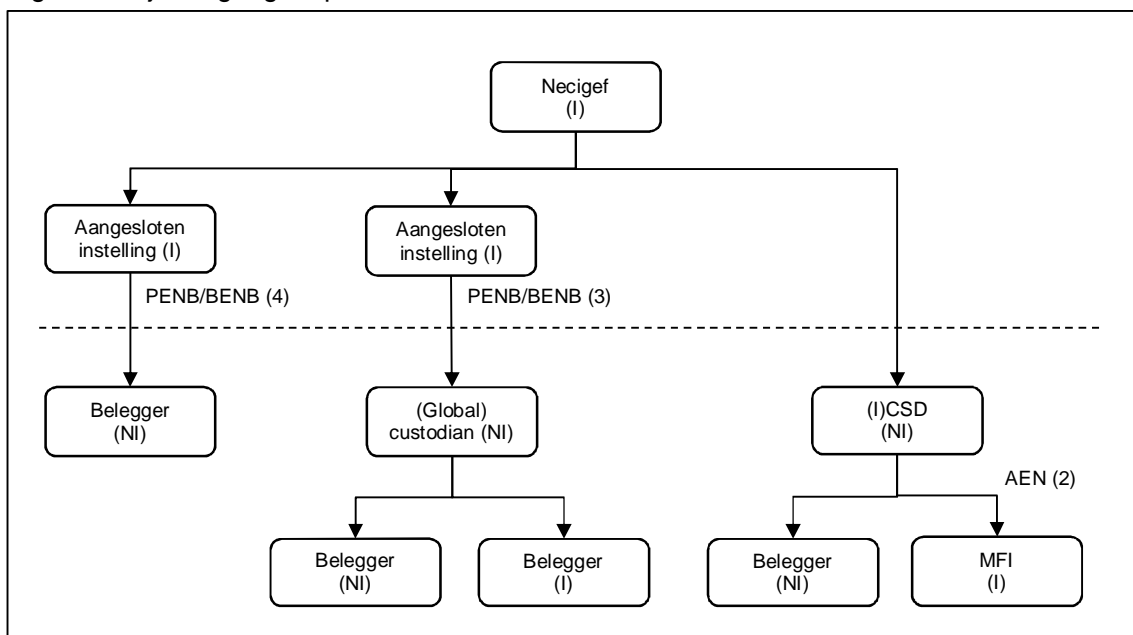 Necigef
(I)
Aangesloten
instelling (I)
Aangesloten
instelling (I)
PENB/BENB (4)
PENB/BENB (3)
Belegger
(NI)
(Global)
custodian (NI)
(I)CSD
(NI)
AEN (2)
Belegger
(NI)
Belegger
(I)
Belegger
(NI)
MFI
(I)